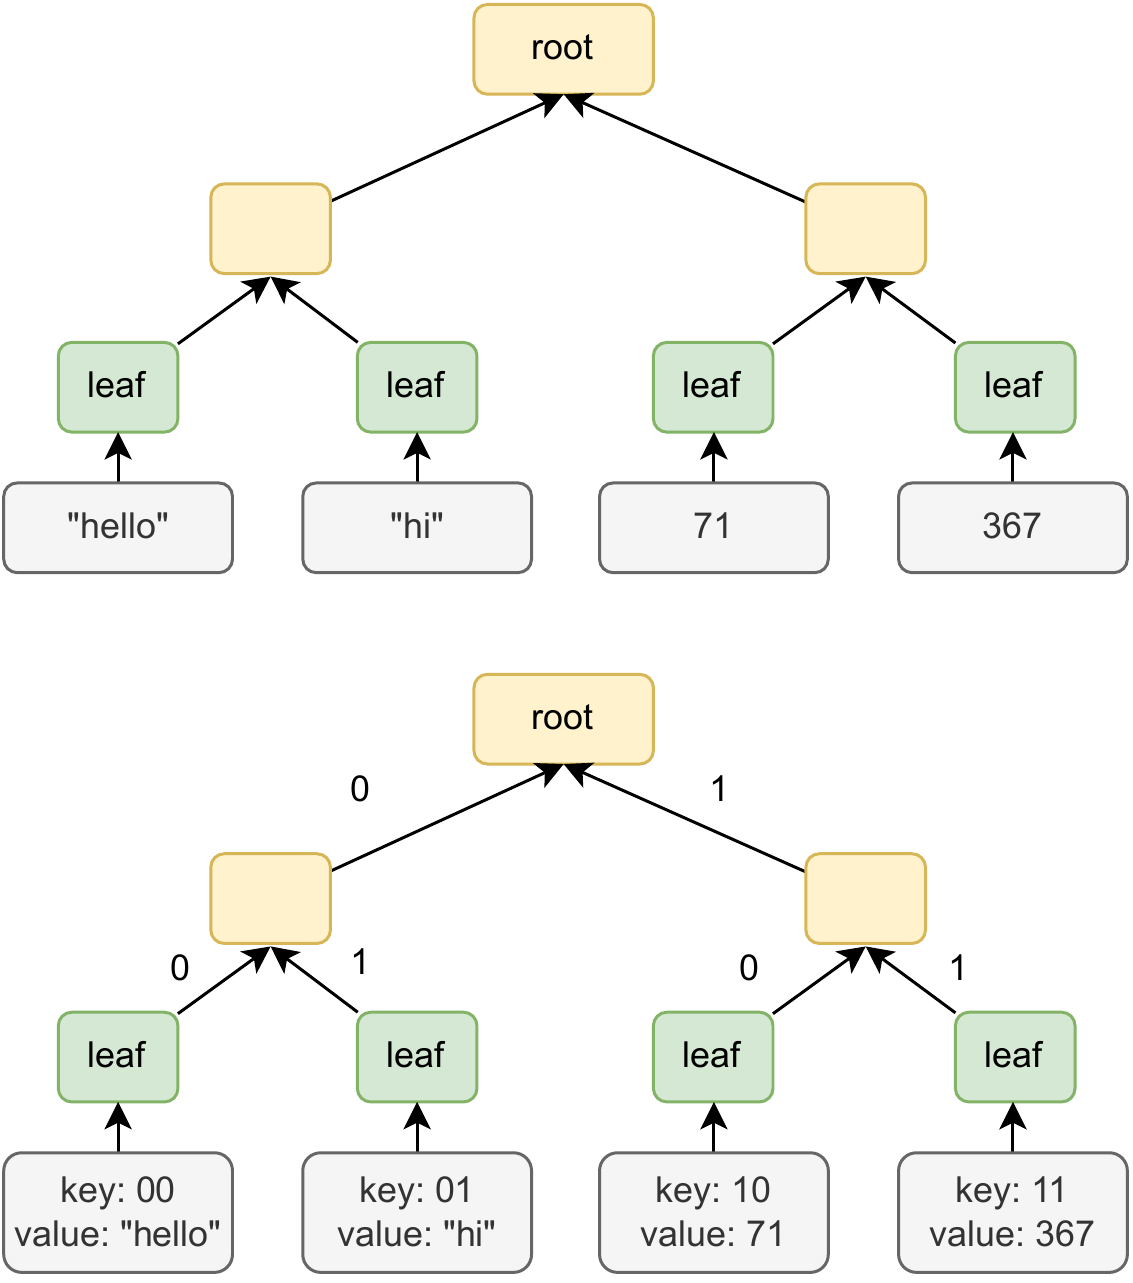 root
leaf
leaf
leaf
leaf
"hello"
"hi"
71
367
root
0
1
0
1
0
1
leaf
leaf
leaf
leaf
key: 00
value: "hello"
key: 01
value: "hi"
key: 10
value: 71
key: 11
value: 367